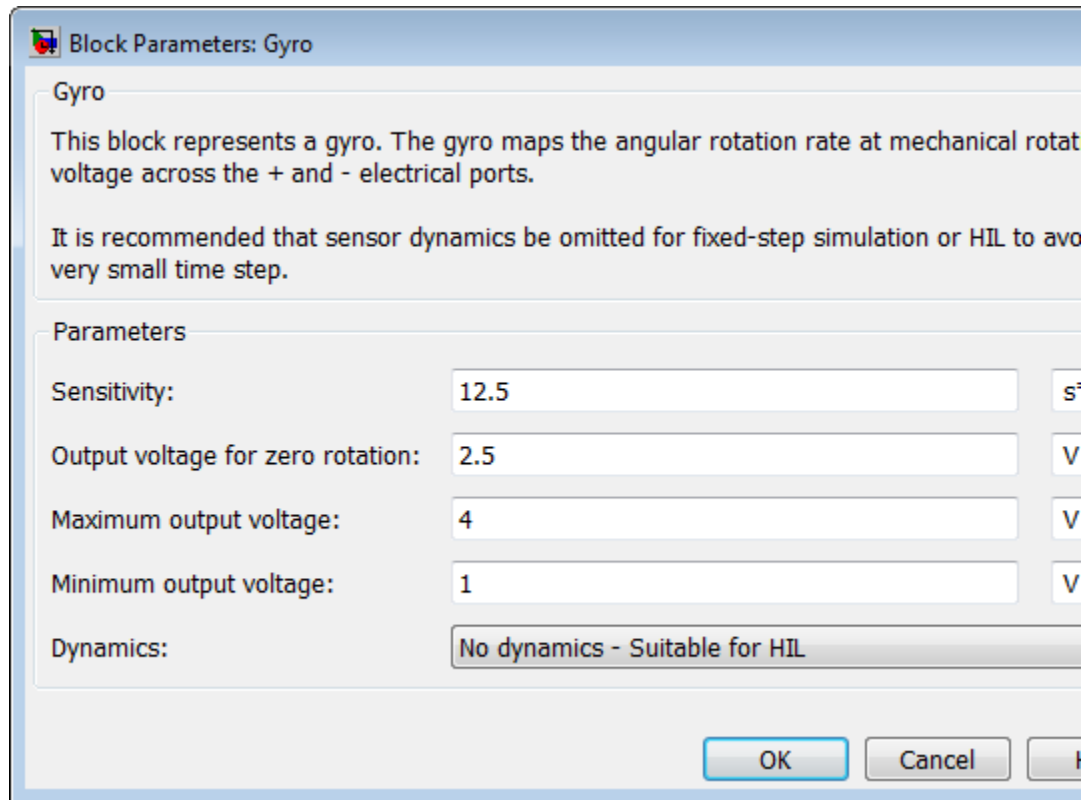 Block Parameters: Gyro
Gyro
This block represents a gyro. The gyro maps the angular rotation rate at mechanical
voltage across the + and - electrical ports.
It is recommended that sensor dynamics be omitted for fixed-step simulation or HIL to
very small time step.
Parameters
Sensitivity: 12.5
Output voltage for zero rotation: 2.5 V
Maximum output voltage: 4 V
Minimum output voltage: 1 V
Dynamics: No dynamics - Suitable for HIL
OK Cancel